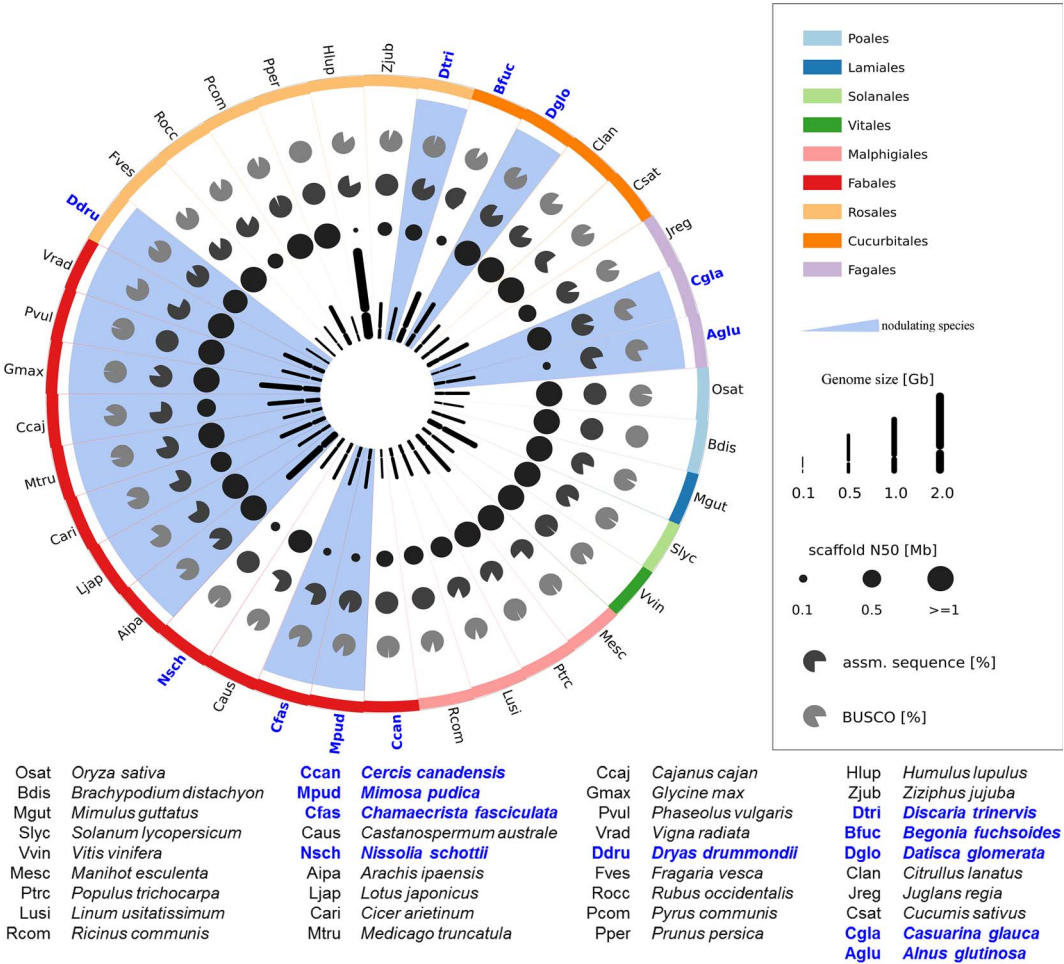 Zjub
Dtri
Bfuc
Dglo
Clan
Csat
Jreg
Cgla
Aglu
Osat
Bdis
Mgut
Slyc
Vvin
Mesc
Ptrc
Lusi
Rcom
Ccan
Mpud
Cfas
Caus
Nsch
Aipa
Ljap
Cari
Mtru
Ccaj
Gmax
Pvul
Vrad
Ddru
Fves
Rocc
Pcom
Pper
Hlup
Poales
Lamiales
Solanales
Vitales
Malphigiales
Fabales
Rosales
Cucurbitales
Fagales
nodulating species
Genome size [Gb]
0.1 0.5 1.0 2.0
scaffold N50 [Mb]
0.1 0.5 >=1
assm. sequence [%]
BUSCO [%]
Osat Oryza sativa
Bdis Brachypodium distachyon
Mgut Mimulus guttatus
Slyc Solanum lycopersicum
Vvin Vitis vinifera
Mesc Manihot esculenta
Ptrc Populus trichocarpa
Lusi Linum usitatissimum
Rcom Ricinus communis
Ccan Cercis canadensis
Mpud Mimosa pudica
Cfas Chamaecrista fasciculata
Caus Castanospermum australe
Nsch Nissolia schottii
Aipa Arachis ipaensis
Ljap Lotus japonicus
Cari Cicer arietinum
Mtru Medicago truncatula
Ccaj Cajanus cajan
Gmax Glycine max
Pvul Phaseolus vulgaris
Vrad Vigna radiata
Ddru Dryas drummondii
Fves Fragaria vesca
Rocc Rubus occidentalis
Pcom Pyrus communis
Pper Prunus persica
Hlup Humulus lupulus
Zjub Ziziphus jujuba
Dtri Discaria trinervis
Bfuc Begonia fuchsoides
Dglo Datisca glomerata
Clan Citrullus lanatus
Jreg Juglans regia
Csat Cucumis sativus
Cgla Casuarina glauca
Aglu Alnus glutinosa